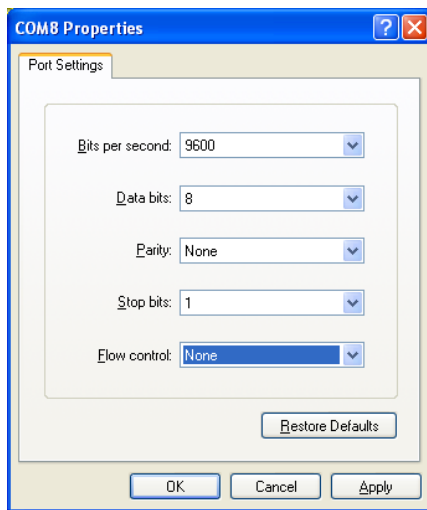 COM8 Properties
Port Settings
Bits per second: 9600
Data bits: 8
Parity: None
Stop bits: 1
Flow control: None
Restore Defaults
OK Cancel Apply